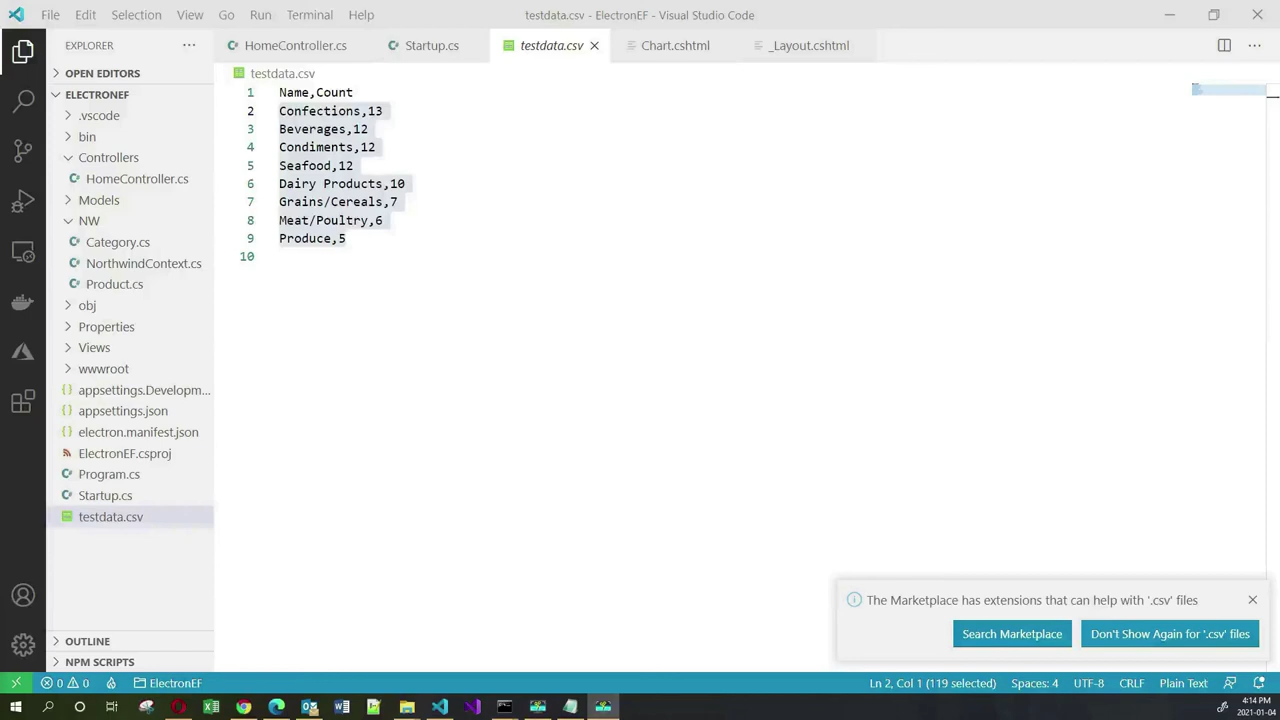 File Edit Selection View Go Run Terminal Help
testdata.csv - ElectronEF - Visual Studio Code
EXPLORER
HomeController.cs
Startup.cs
testdata.csv
Chart.cshtml
_Layout.cshtml
OPEN EDITORS
ELECTRONEF
.vscode
bin
Controllers
HomeController.cs
Models
NW
Category.cs
NorthwindContext.cs
Product.cs
obj
Properties
Views
wwwroot
appsettings.Developm...
appsettings.json
electron.manifest.json
ElectronEF.csproj
Program.cs
Startup.cs
testdata.csv
OUTLINE
NPM SCRIPTS
testdata.csv
1 Name,Count
2 Confections,13
3 Beverages,12
4 Condiments,12
5 Seafood,12
6 Dairy Products,10
7 Grains/Cereals,7
8 Meat/Poultry,6
9 Produce,5
10
The Marketplace has extensions that can help with '.csv' files
Search Marketplace
Don't Show Again for '.csv' files
0 0 ElectronEF
Ln 2, Col 1 (119 selected) Spaces: 4 UTF-8 CRLF Plain Text
4:14 PM
2021-01-04